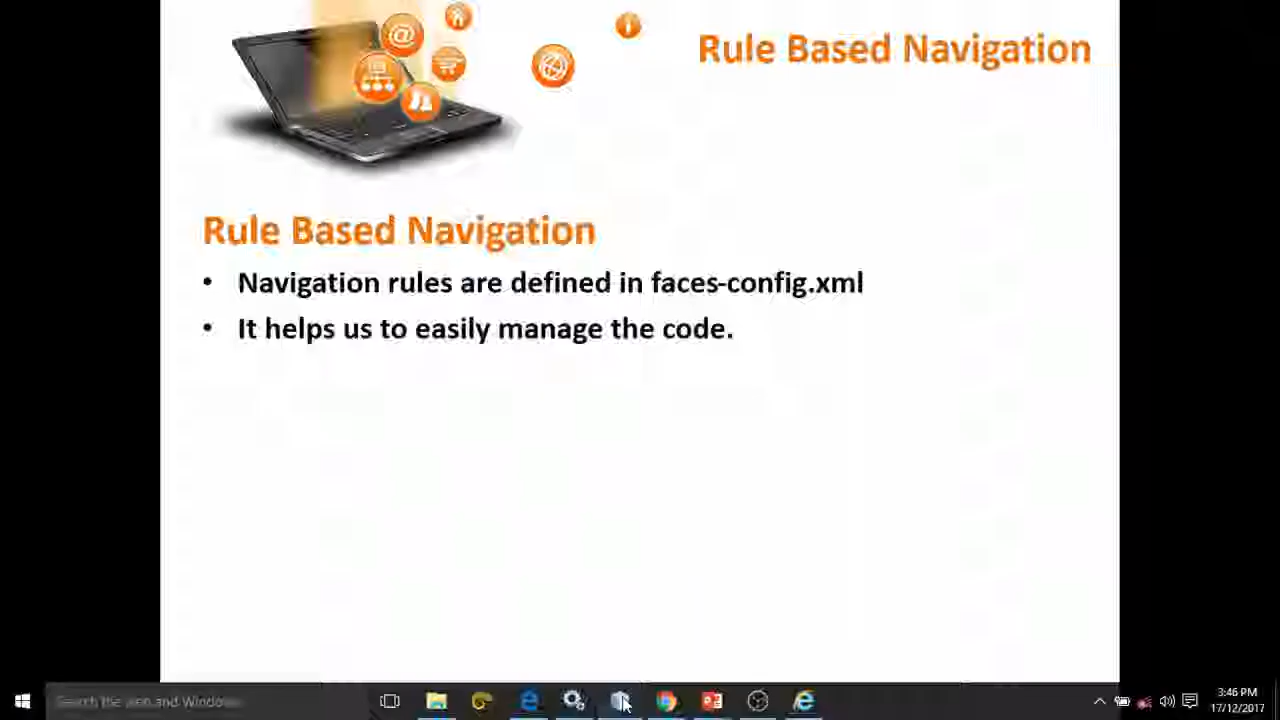 Rule Based Navigation
Rule Based Navigation
• Navigation rules are defined in faces-config.xml
• It helps us to easily manage the code.
Search the web and Windows
3:46 PM
17/12/2017